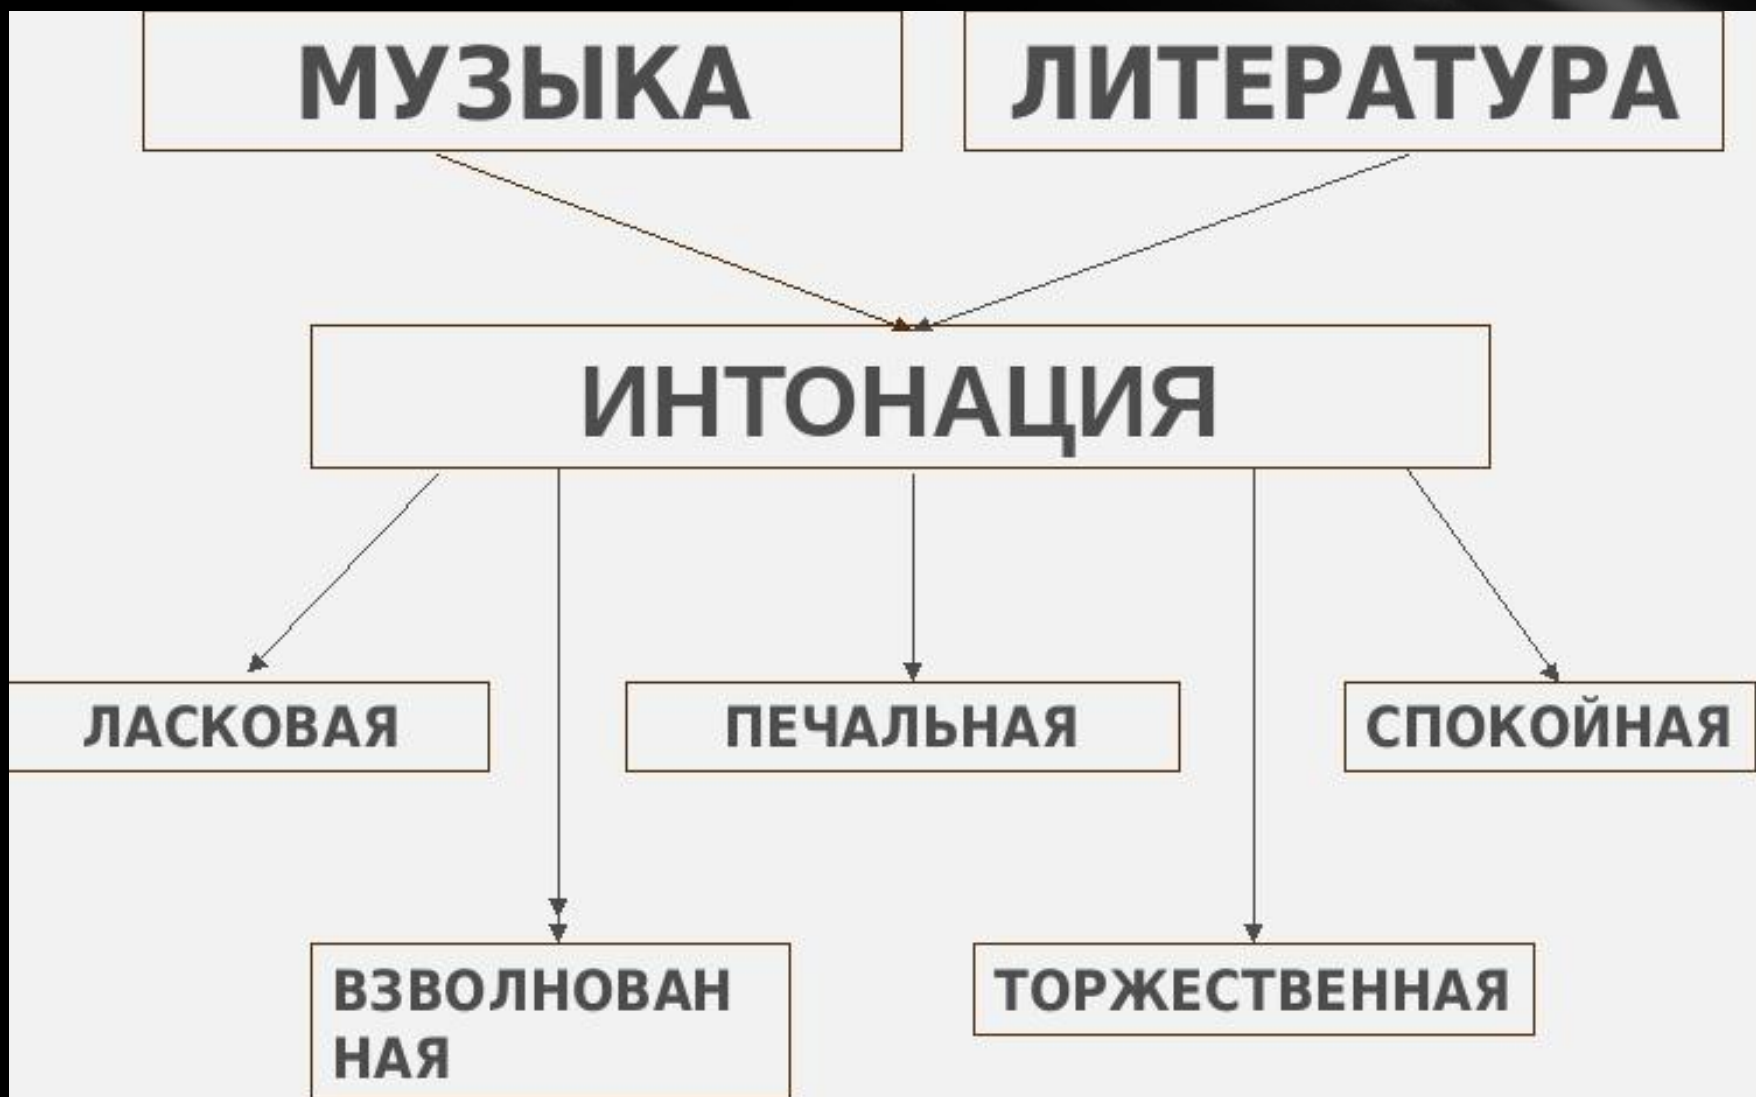 МУЗЫКА
ЛИТЕРАТУРА
ИНТОНАЦИЯ
ЛАСКОВАЯ
ПЕЧАЛЬНАЯ
СПОКОЙНАЯ
ВЗВОЛНОВАН
НАЯ
ТОРЖЕСТВЕННАЯ